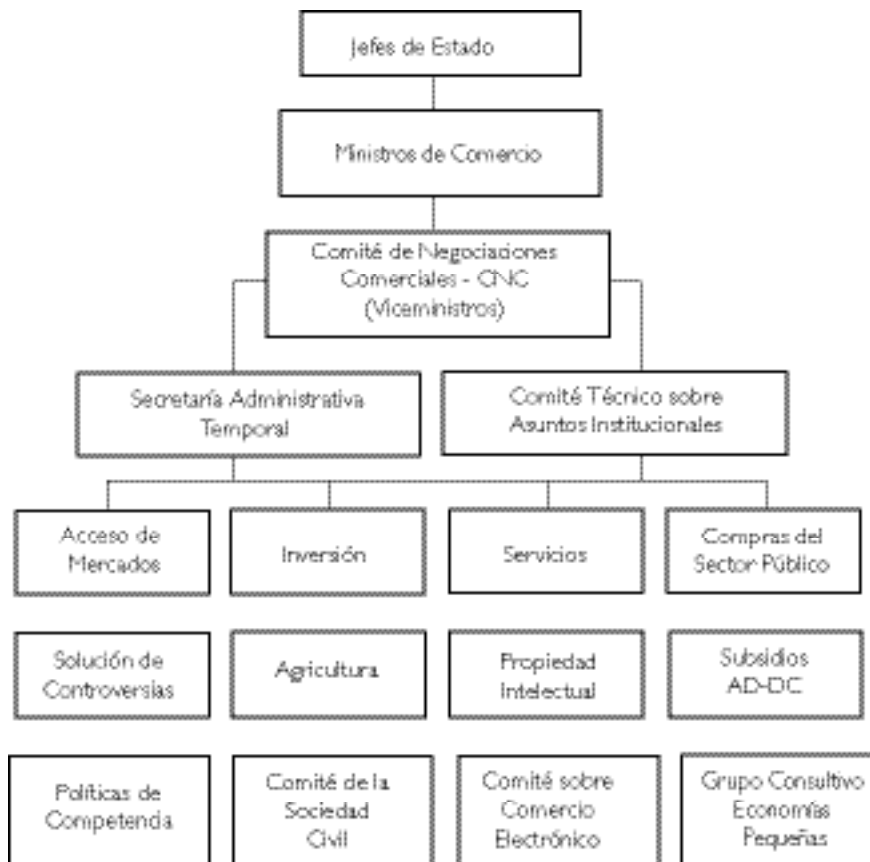 Jefes de Estado
Ministros de Comercio
Comité de Negociaciones
Comerciales - CNC
(Viceministros)
Secretaría Administrativa
Temporal
Comité Técnico sobre
Asuntos Institucionales
Acceso de
Mercados
Inversión
Servicios
Compras del
Sector Público
Solución de
Controversias
Agricultura
Propiedad
Intelectual
Subsidios
AD-DC
Políticas de
Competencia
Comité de la
Sociedad
Civil
Comité sobre
Comercio
Electrónico
Grupo Consultivo
Economías
Pequeñas